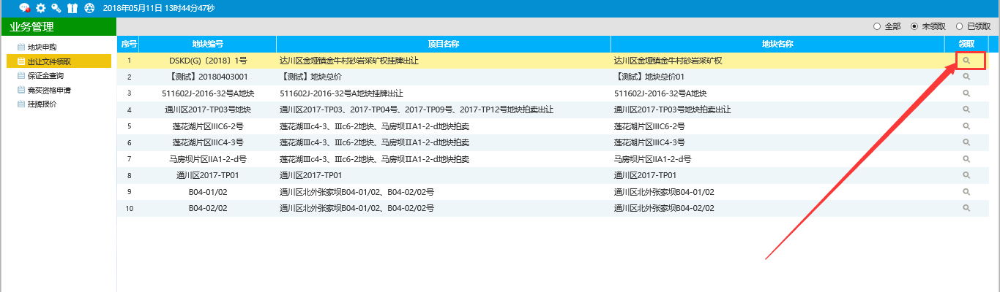 2018年05月11日 13时44分47秒
业务管理
全部 未领取 已领取
地块申购
出让文件领取
保证金查询
竞买资格申请
挂牌报价
序号 地块编号 项目名称 地块名称 领取
1 DSKD(G)〔2018〕1号 达川区金垭镇金牛村砂岩采矿权挂牌出让 达川区金垭镇金牛村砂岩采矿权
2 【测试】20180403001 【测试】地块总价 【测试】地块总价01
3 511602J-2016-32号A地块 511602J-2016-32号A地块挂牌出让 511602J-2016-32号A地块
4 通川区2017-TP03号地块 通川区2017-TP03、2017-TP04号、2017-TP09号、2017-TP12号地块拍卖出让 通川区2017-TP03号地块拍卖出让
5 莲花湖片区IIIC6-2号 莲花湖Ⅲc4-3、Ⅲc6-2地块、马房坝ⅡA1-2-d地块拍卖 莲花湖片区IIIC6-2号
6 莲花湖片区IIIC4-3号 莲花湖Ⅲc4-3、Ⅲc6-2地块、马房坝ⅡA1-2-d地块拍卖 莲花湖片区IIIC4-3号
7 马房坝片区IIA1-2-d号 莲花湖Ⅲc4-3、Ⅲc6-2地块、马房坝ⅡA1-2-d地块拍卖 马房坝片区IIA1-2-d号
8 通川区2017-TP01 通川区2017-TP01 通川区2017-TP01
9 B04-01/02 通川区北外张家坝B04-01/02、B04-02/02号 通川区北外张家坝B04-01/02
10 B04-02/02 通川区北外张家坝B04-01/02、B04-02/02号 通川区北外张家坝B04-02/02